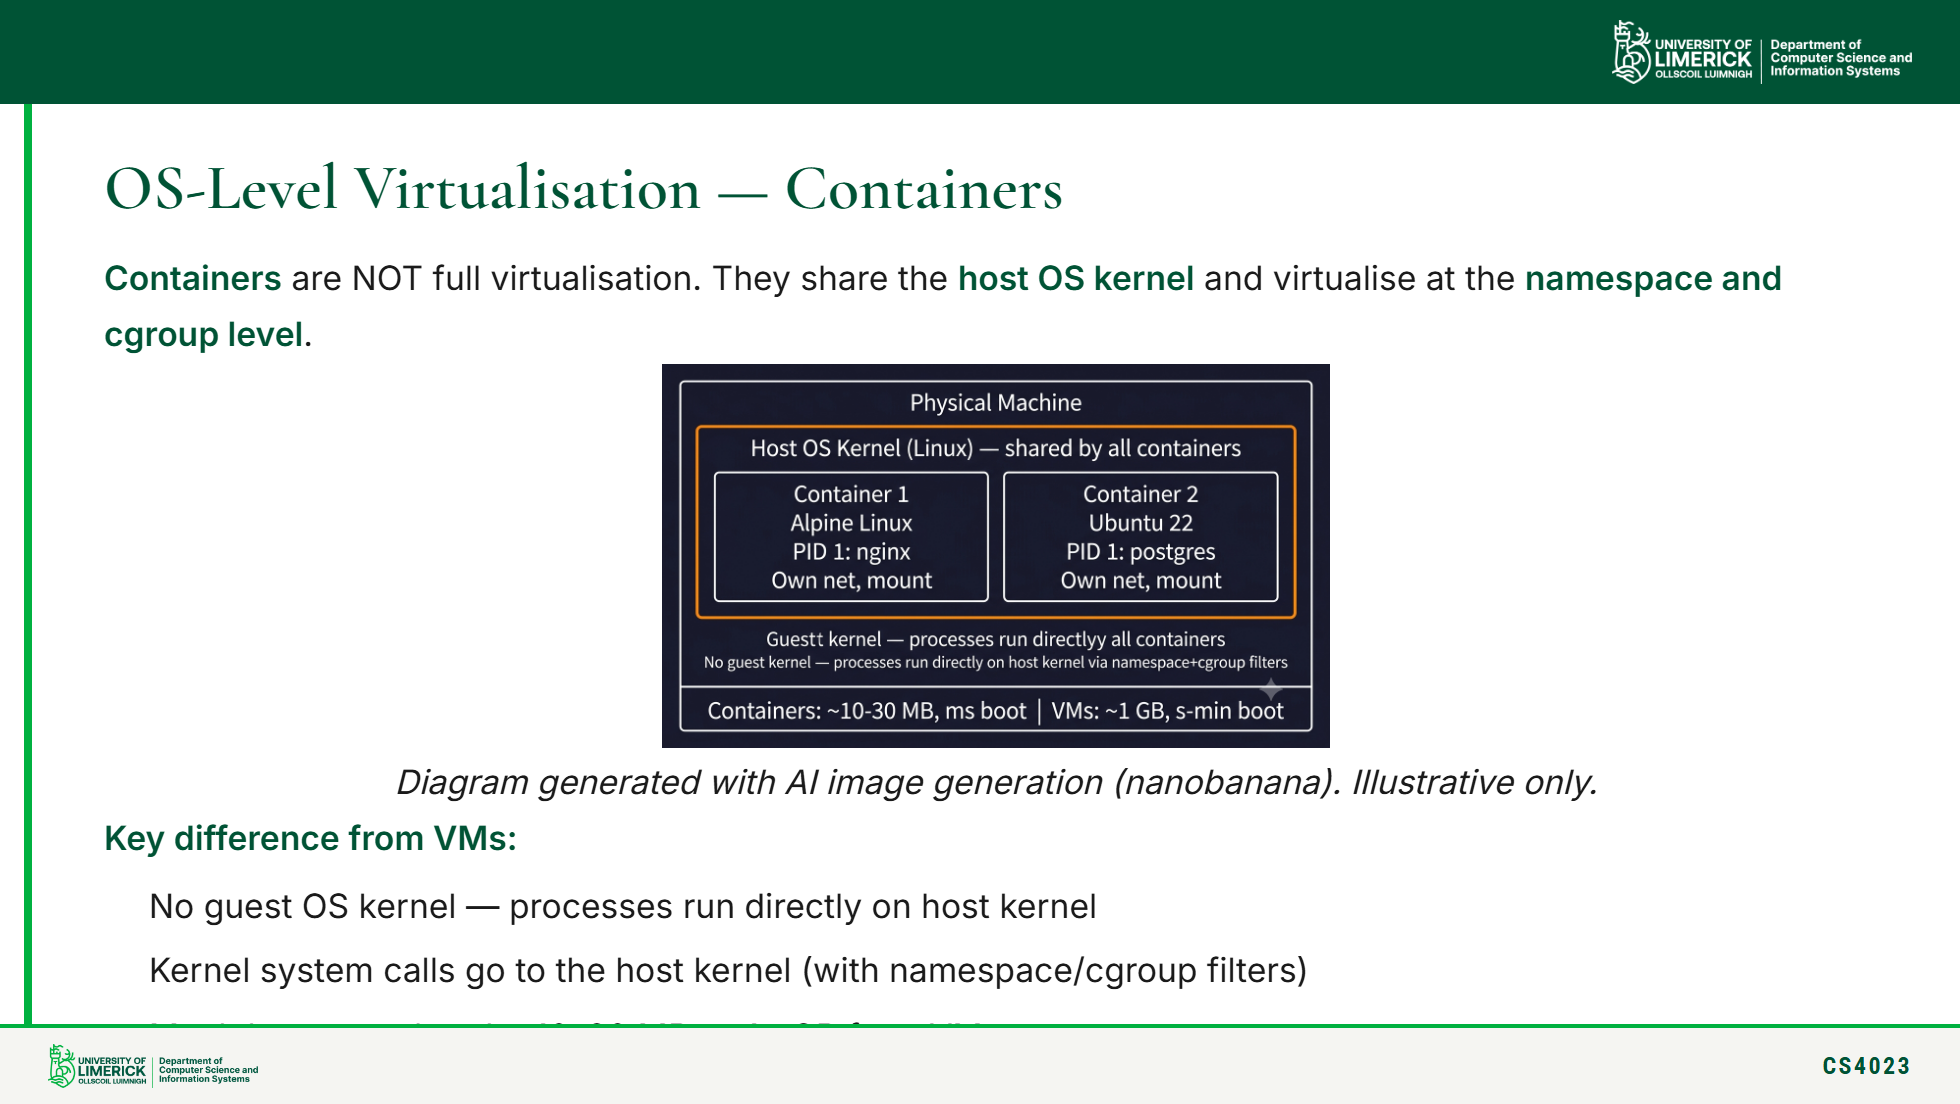 UNIVERSITY OF
LIMERICK
OLLSCOIL LUIMNIGH
Department of
Computer Science and
Information Systems
OS-Level Virtualisation — Containers
Containers are NOT full virtualisation. They share the host OS kernel and virtualise at the namespace and
cgroup level.
Physical Machine
Host OS Kernel (Linux) — shared by all containers
Container 1
Alpine Linux
PID 1: nginx
Own net, mount
Container 2
Ubuntu 22
PID 1: postgres
Own net, mount
Guestt kernel — processes run directlyy all containers
No guest kernel — processes run directly on host kernel via namespace+cgroup filters
Containers: ~10-30 MB, ms boot | VMs: ~1 GB, s-min boot
Diagram generated with AI image generation (nanobanana). Illustrative only.
Key difference from VMs:
No guest OS kernel — processes run directly on host kernel
Kernel system calls go to the host kernel (with namespace/cgroup filters)
UNIVERSITY OF
LIMERICK
OLLSCOIL LUIMNIGH
Department of
Computer Science and
Information Systems
CS4023